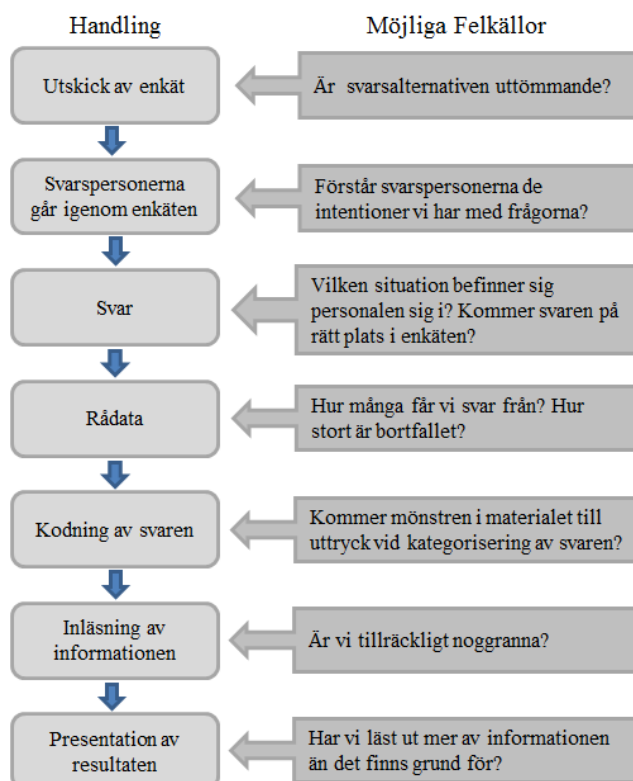 Handling
Möjliga Felkällor
Utskick av enkät
Är svarsalternativen uttömmande?
Svarspersonerna
går igenom enkäten
Förstår svarspersonerna de
intentioner vi har med frågorna?
Svar
Vilken situation befinner sig
personalen sig i? Kommer svaren på
rätt plats i enkäten?
Rådata
Hur många får vi svar från? Hur
stort är bortfallet?
Kodning av svaren
Kommer mönstren i materialet till
uttryck vid kategorisering av svaren?
Inläsning av
informationen
Är vi tillräckligt noggranna?
Presentation av
resultaten
Har vi läst ut mer av informationen
än det finns grund för?